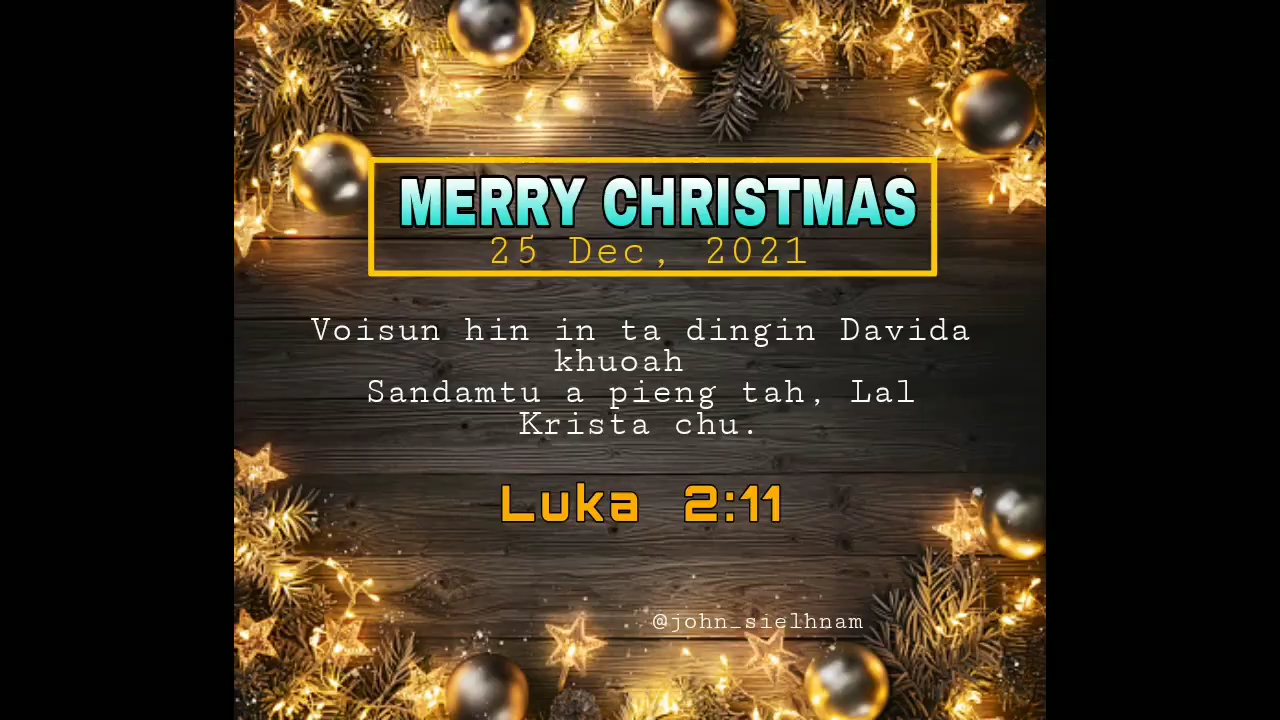 MERRY CHRISTMAS
25 Dec, 2021
Voisun hin in ta dingin Davida
khuoah
Sandamtu a pieng tah, Lal
Krista chu.
Luka 2:11
@john_sielhnam